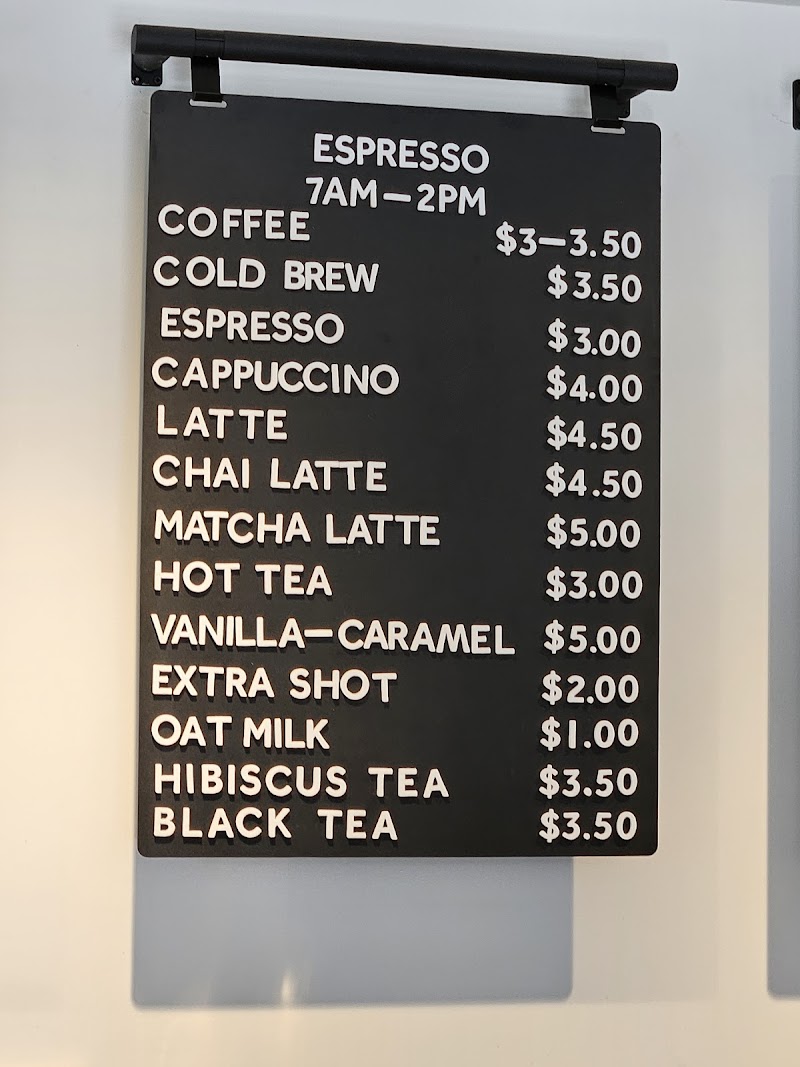 ESPRESSO
7AM—2PM
COFFEE $3—3.50
COLD BREW $3.50
ESPRESSO $3.00
CAPPUCCINO $4.00
LATTE $4.50
CHAI LATTE $4.50
MATCHA LATTE $5.00
HOT TEA $3.00
VANILLA—CARAMEL $5.00
EXTRA SHOT $2.00
OAT MILK $1.00
HIBISCUS TEA $3.50
BLACK TEA $3.50